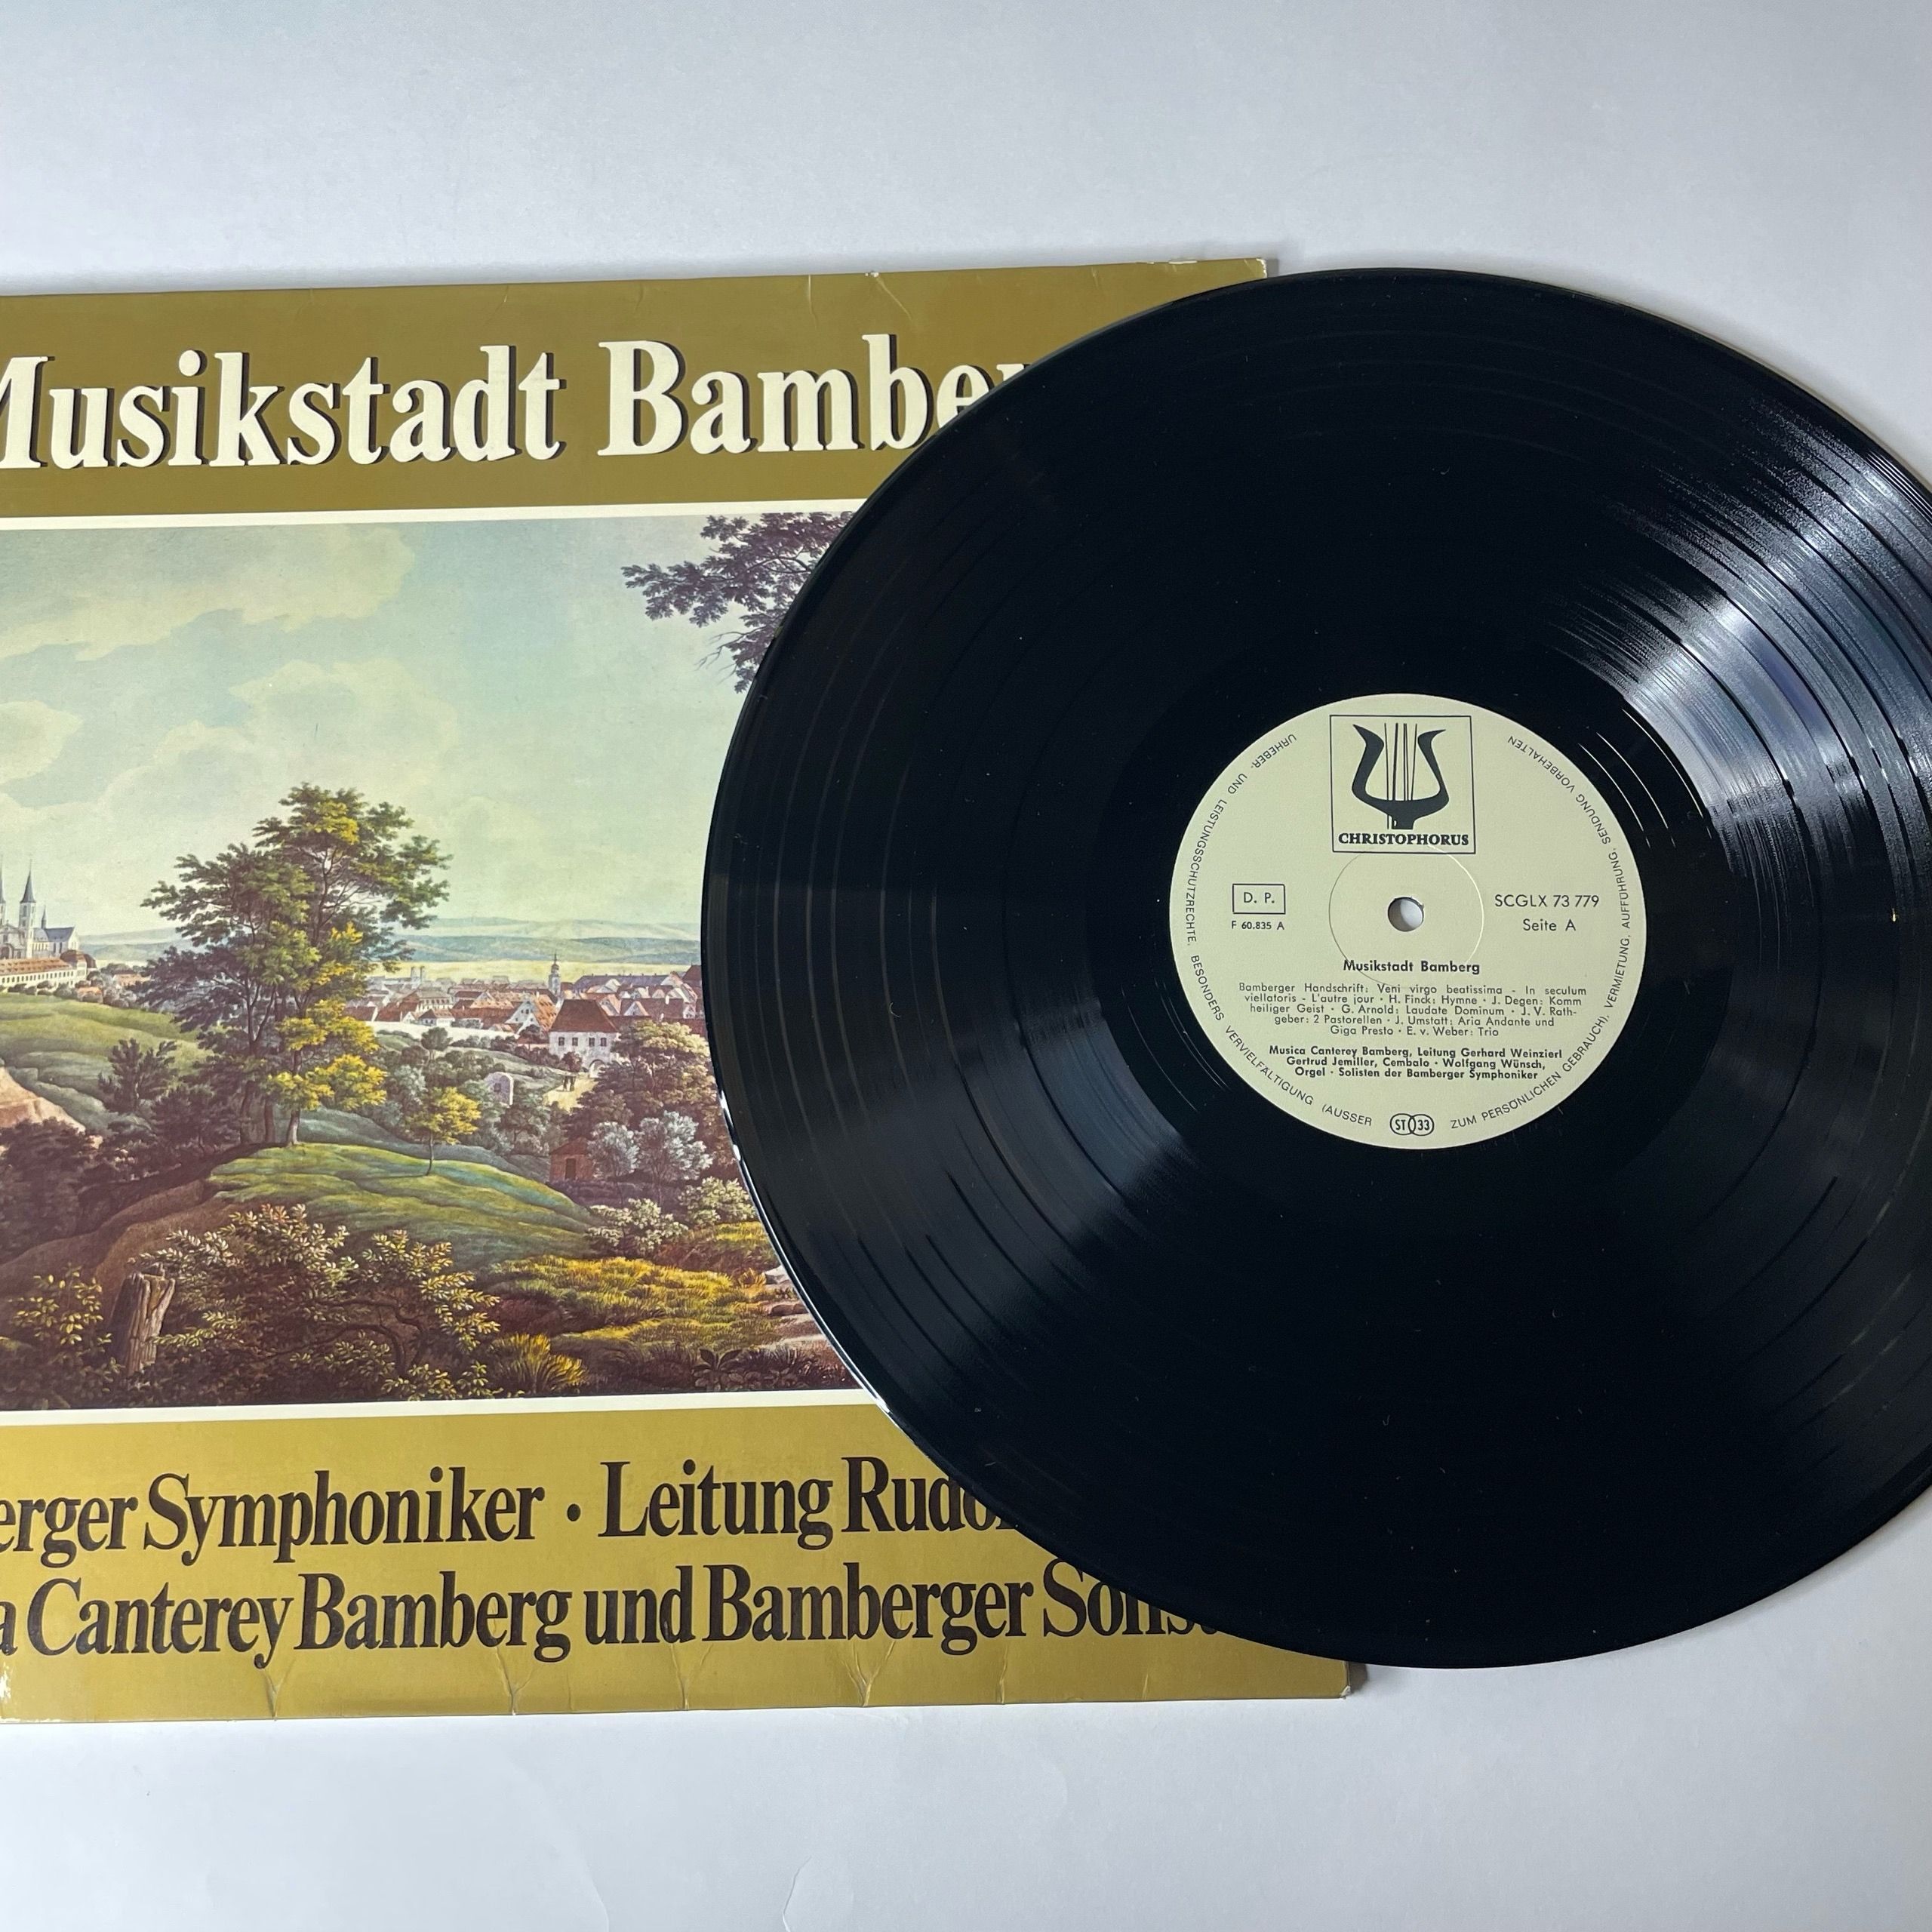 Musikstadt Bamber
erger Symphoniker · Leitung Rudol
a Canterey Bamberg und Bamberger Solist
CHRISTOPHORUS
D. P.
F 60.835 A
SCGLX 73 779
Seite A
Musikstadt Bamberg
Bamberger Handschrift: Veni virgo beatissima - In seculum
viellatoris - L'autre jour · H. Finck: Hymne · J. Degen: Komm
heiliger Geist · G. Arnold: Laudate Dominum · J. V. Rath-
geber: 2 Pastorellen · J. Umstatt: Aria Andante und
Giga Presto · E. v. Weber: Trio
Musica Canterey Bamberg, Leitung Gerhard Weinzierl
Gertrud Jemiller, Cembalo · Wolfgang Wünsch,
Orgel · Solisten der Bamberger Symphoniker
URHEBER- UND LEISTUNGSSCHUTZRECHTE. BESONDERS VERVIELFÄLTIGUNG (AUSSER ZUM PERSÖNLICHEN GEBRAUCH), VERMIETUNG, AUFFÜHRUNG, SENDUNG VORBEHALTEN
ST 33